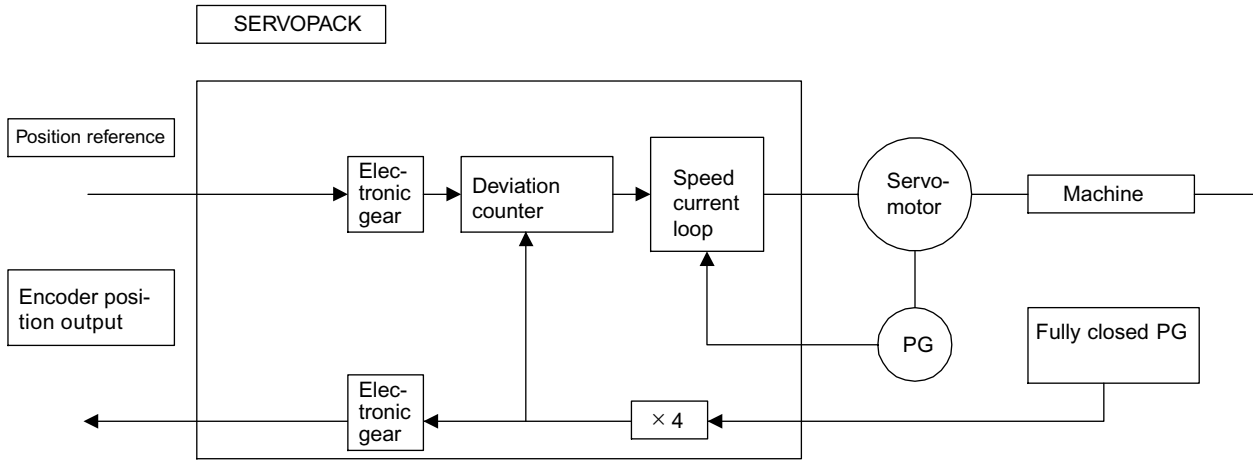 SERVOPACK
Position reference
Elec-
tronic
gear
Deviation
counter
Speed
current
loop
Servo-
motor
Machine
Encoder posi-
tion output
PG
Fully closed PG
Elec-
tronic
gear
× 4